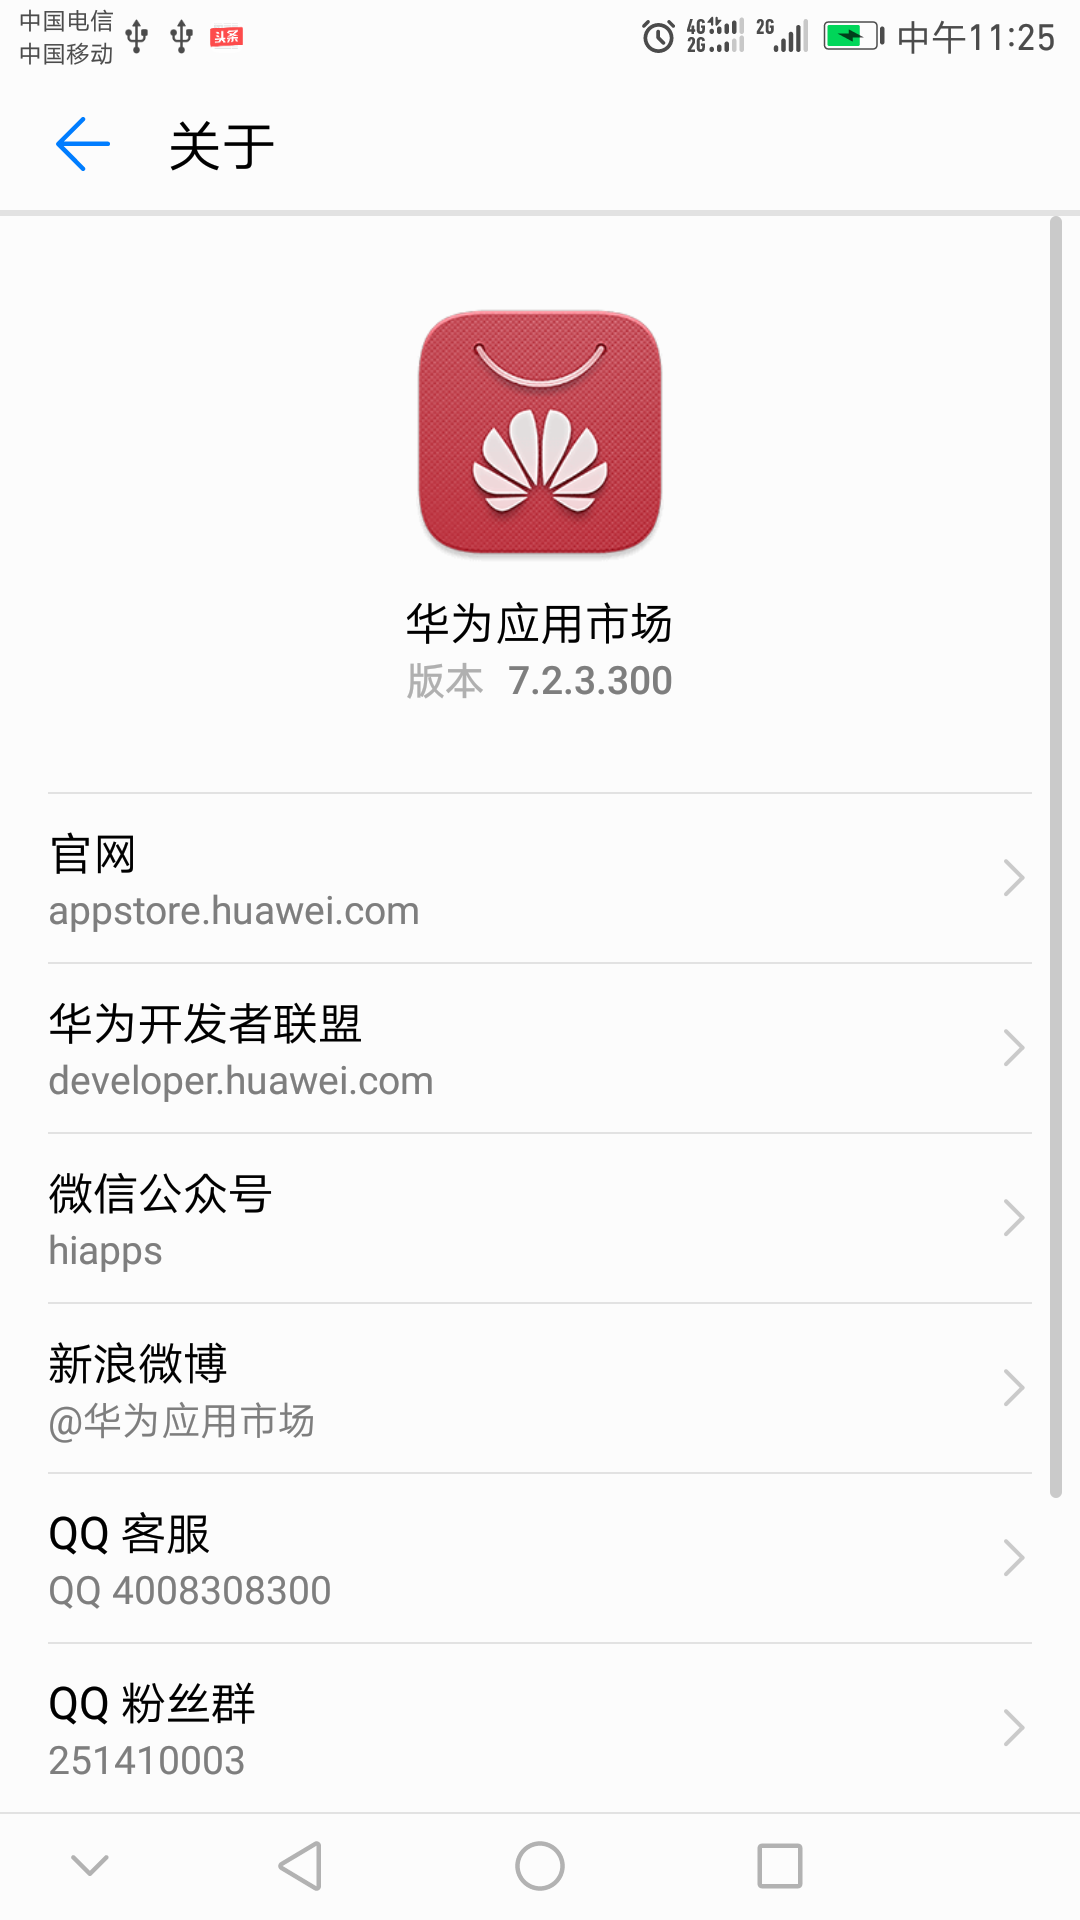 中国电信
中国移动
头条
4G
2G
2G
中午11:25
关于
华为应用市场
版本 7.2.3.300
官网
appstore.huawei.com
华为开发者联盟
developer.huawei.com
微信公众号
hiapps
新浪微博
@华为应用市场
QQ 客服
QQ 4008308300
QQ 粉丝群
251410003